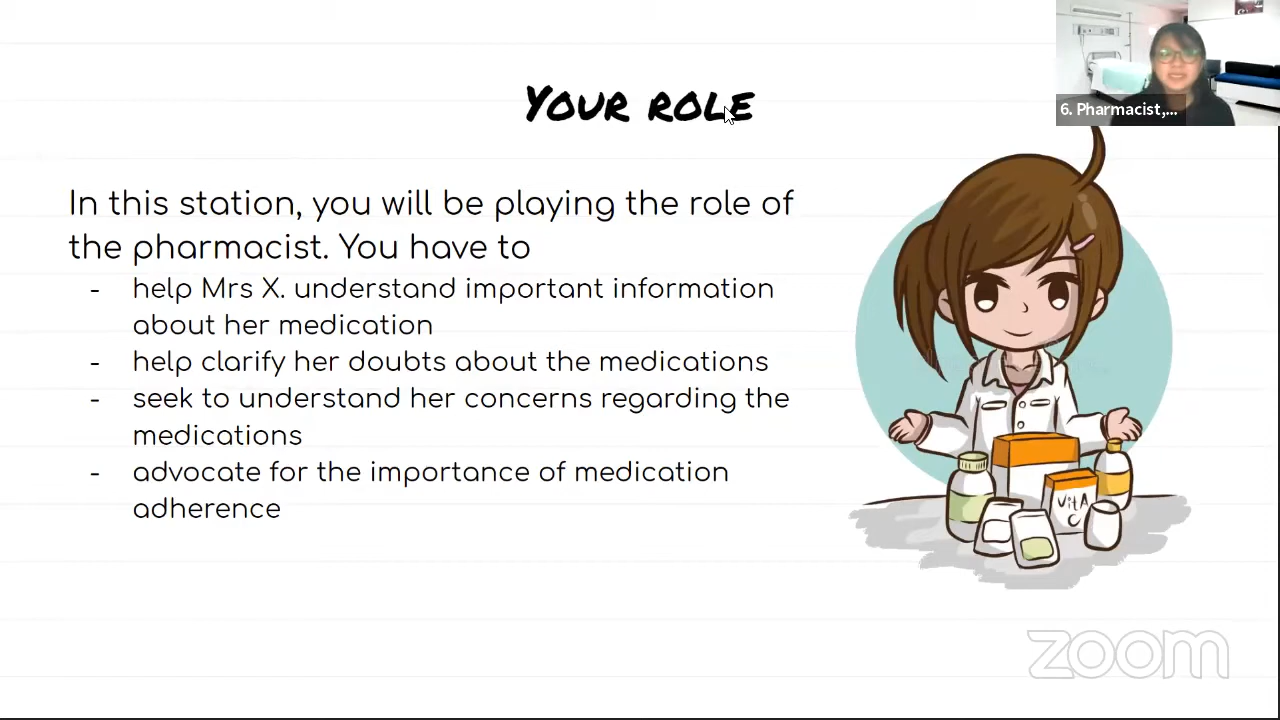 Your role
6. Pharmacist,...
In this station, you will be playing the role of
the pharmacist. You have to
- help Mrs X. understand important information
about her medication
- help clarify her doubts about the medications
- seek to understand her concerns regarding the
medications
- advocate for the importance of medication
adherence
VitA
C
zoom